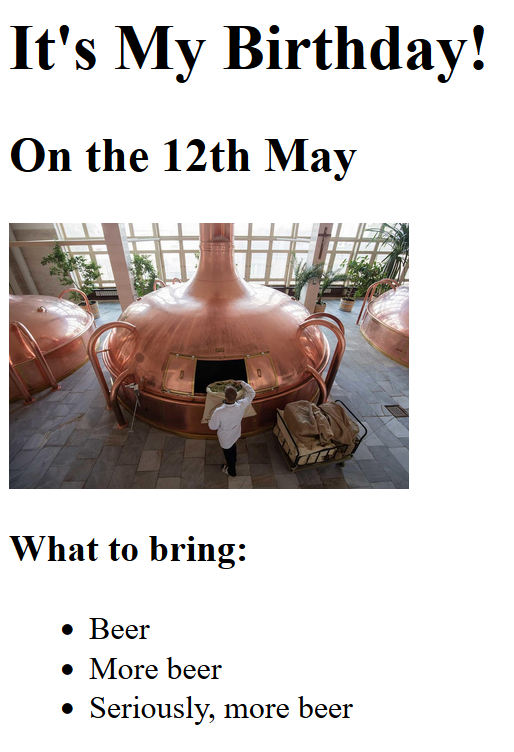 It's My Birthday!
On the 12th May
What to bring:
Beer
More beer
Seriously, more beer